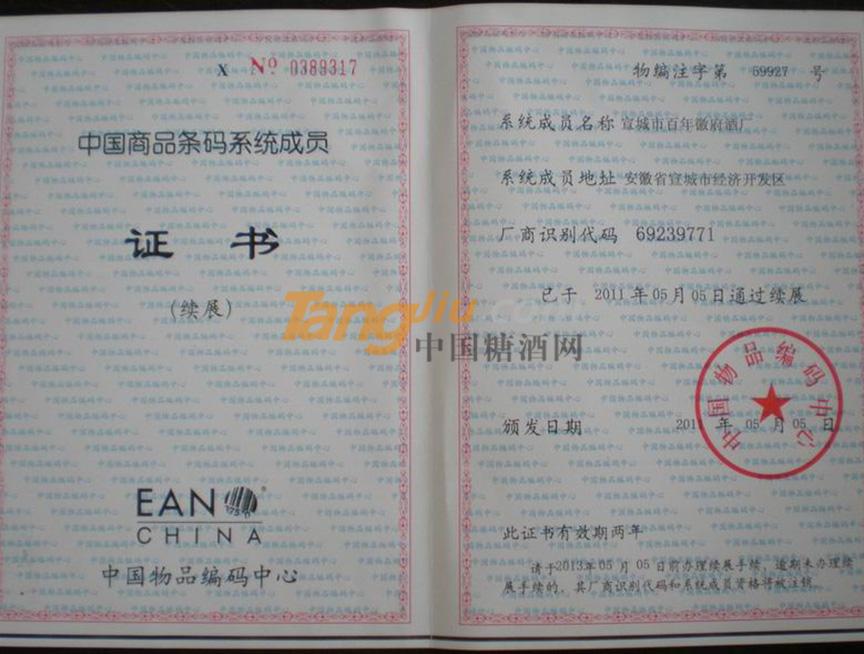 X № 0389317
中国商品条码系统成员
证 书
(续展)
EAN
CHINA
中国物品编码中心
物编注字第 59927 号
系统成员名称 宣城市百年徽府酒厂
系统成员地址 安徽省宣城市经济开发区
厂商识别代码 69239771
已于 2011 年 05 月 05 日通过续展
中国物品编码中心
颁发日期 201 年 05 月 05 日
此证书有效期两年
请于2013年 05 月 05 日前办理续展手续，逾期未办理续
展手续的，其厂商识别代码和系统成员资格将被注销。
Tangjiu.com
中国糖酒网